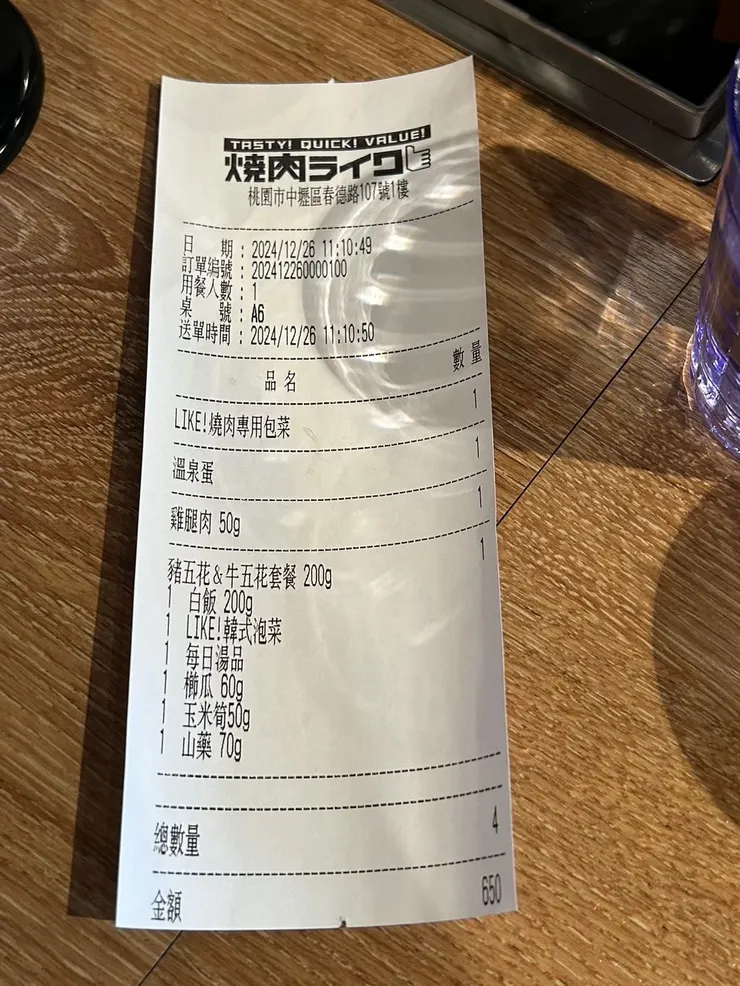 TASTY! QUICK! VALUE!
燒肉ライク
桃園市中壢區春德路107號1樓
日 期：2024/12/26 11:10:49
訂單編號：202412260000100
用餐人數：1
桌 號：A6
送單時間：2024/12/26 11:10:50
品名 數量
LIKE!燒肉專用包菜 1
溫泉蛋 1
雞腿肉 50g 1
豬五花&牛五花套餐 200g 1
1 白飯 200g
1 LIKE!韓式泡菜
1 每日湯品
1 櫛瓜 60g
1 玉米筍50g
1 山藥 70g
總數量 4
金額 650